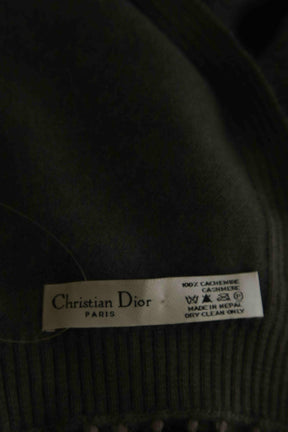 Christian Dior
PARIS
100% CACHEMIRE
CASHMERE
MADE IN NEPAL
DRY CLEAN ONLY